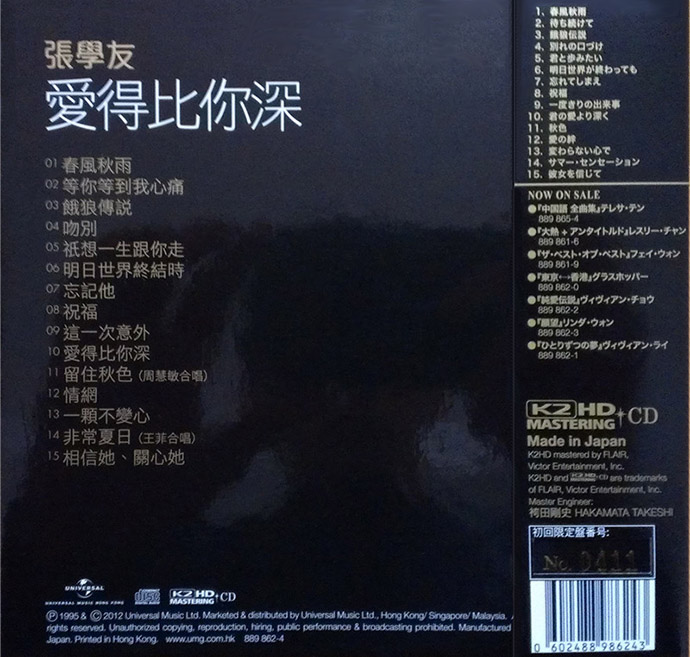 張學友
愛得比你深
01 春風秋雨
02 等你等到我心痛
03 餓狼傳說
04 吻別
05 祇想一生跟你走
06 明日世界終結時
07 忘記他
08 祝福
09 這一次意外
10 愛得比你深
11 留住秋色 (周慧敏合唱)
12 情網
13 一顆不變心
14 非常夏日 (王菲合唱)
15 相信她、關心她
UNIVERSAL
UNIVERSAL MUSIC HONG KONG
COMPACT disc DIGITAL AUDIO
K2 HD MASTERING +CD
Ⓟ 1995 & Ⓒ 2012 Universal Music Ltd. Marketed & distributed by Universal Music Ltd., Hong Kong/ Singapore/ Malaysia.
rights reserved. Unauthorized copying, reproduction, hiring, public performance & broadcasting prohibited. Manufactured
Japan. Printed in Hong Kong. www.umg.com.hk 889 862-4
1. 春風秋雨
2. 待ち続けて
3. 餓狼伝説
4. 別れの口づけ
5. 君と歩みたい
6. 明日世界が終わっても
7. 忘れてしまえ
8. 祝福
9. 一度きりの出来事
10. 君の愛より深く
11. 秋色
12. 愛の絆
13. 変わらない心で
14. サマー・センセーション
15. 彼女を信じて
NOW ON SALE
●『中国語 全曲集』テレサ・テン
889 865-4
●『大熱 + アンタイトルド』レスリー・チャン
889 861-6
●『ザ・ベスト・オブ・ベスト』フェイ・ウォン
889 861-9
●『東京←→香港』グラスホッパー
889 862-0
●『純愛伝説』ヴィヴィアン・チョウ
889 862-2
●『願望』リンダ・ウォン
889 862-3
●『ひとりずつの夢』ヴィヴィアン・ライ
889 862-1
K2 HD MASTERING +CD
Made in Japan
K2HD mastered by FLAIR,
Victor Entertainment, Inc.
K2HD and K2 HD MASTERING +CD are trademarks
of FLAIR, Victor Entertainment, Inc.
Master Engineer:
袴田剛史 HAKAMATA TAKESHI
初回限定盤番号:
No. 0411
0 602488 986243